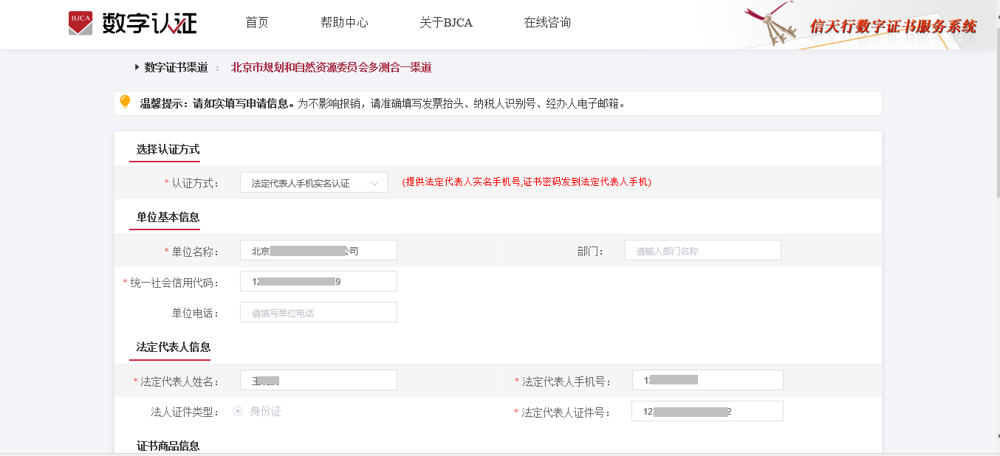 BJCA 数字认证 首页 帮助中心 关于BJCA 在线咨询 信天行数字证书服务系统
数字证书渠道 : 北京市规划和自然资源委员会多测合一渠道
温馨提示：请如实填写申请信息。为不影响报销，请准确填写发票抬头、纳税人识别号、经办人电子邮箱。
选择认证方式
* 认证方式： 法定代表人手机实名认证 (提供法定代表人实名手机号,证书密码发到法定代表人手机)
单位基本信息
* 单位名称： 北京 公司 部门： 请输入部门名称
* 统一社会信用代码： 12 9
单位电话： 请填写单位电话
法定代表人信息
* 法定代表人姓名： 王 * 法定代表人手机号： 13
法人证件类型： 身份证 * 法定代表人证件号： 12 2
证书商品信息